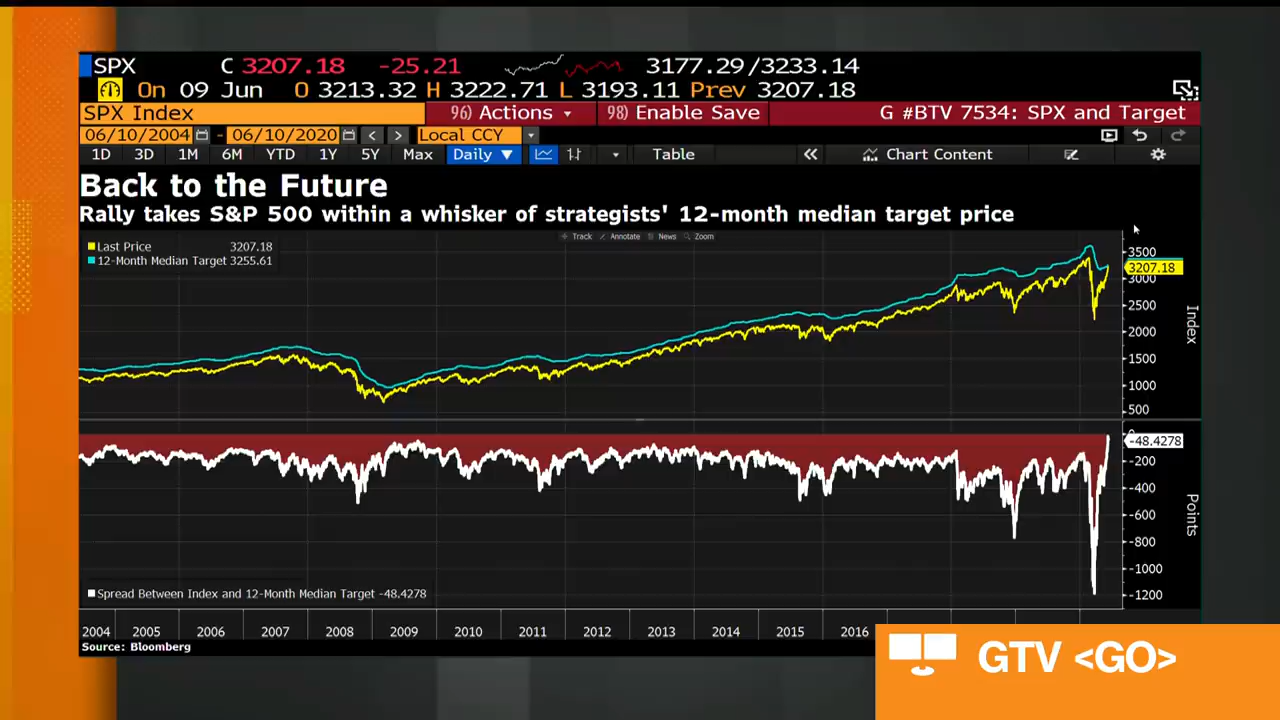 SPX C 3207.18 -25.21 3177.29/3233.14
On 09 Jun O 3213.32 H 3222.71 L 3193.11 Prev 3207.18
SPX Index 96) Actions 98) Enable Save G #BTV 7534: SPX and Target
06/10/2004 - 06/10/2020 < > Local CCY
1D 3D 1M 6M YTD 1Y 5Y Max Daily ▼ Table « Chart Content
Back to the Future
Rally takes S&P 500 within a whisker of strategists' 12-month median target price
Track Annotate News Zoom
Last Price 3207.18
12-Month Median Target 3255.61
3500
3207.18
3000
2500
2000
1500
1000
500
Index
0
-48.4278
-200
-400
-600
-800
-1000
-1200
Points
Spread Between Index and 12-Month Median Target -48.4278
2004 2005 2006 2007 2008 2009 2010 2011 2012 2013 2014 2015 2016
Source: Bloomberg
GTV <GO>